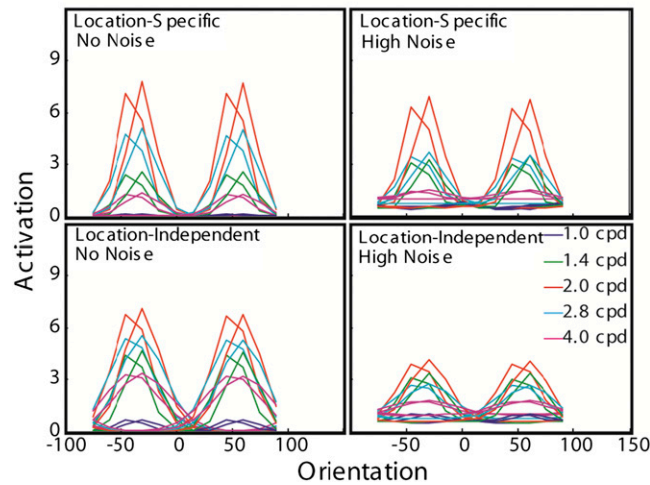 Location-S pecific
No Noise
Location-S pecific
High Noise
9
6
3
0
Location-Independent
No Noise
Location-Independent
High Noise
1.0 cpd
1.4 cpd
2.0 cpd
2.8 cpd
4.0 cpd
9
6
3
0
Activation
-100 -50 0 50 100
-50 0 50 100 150
Orientation